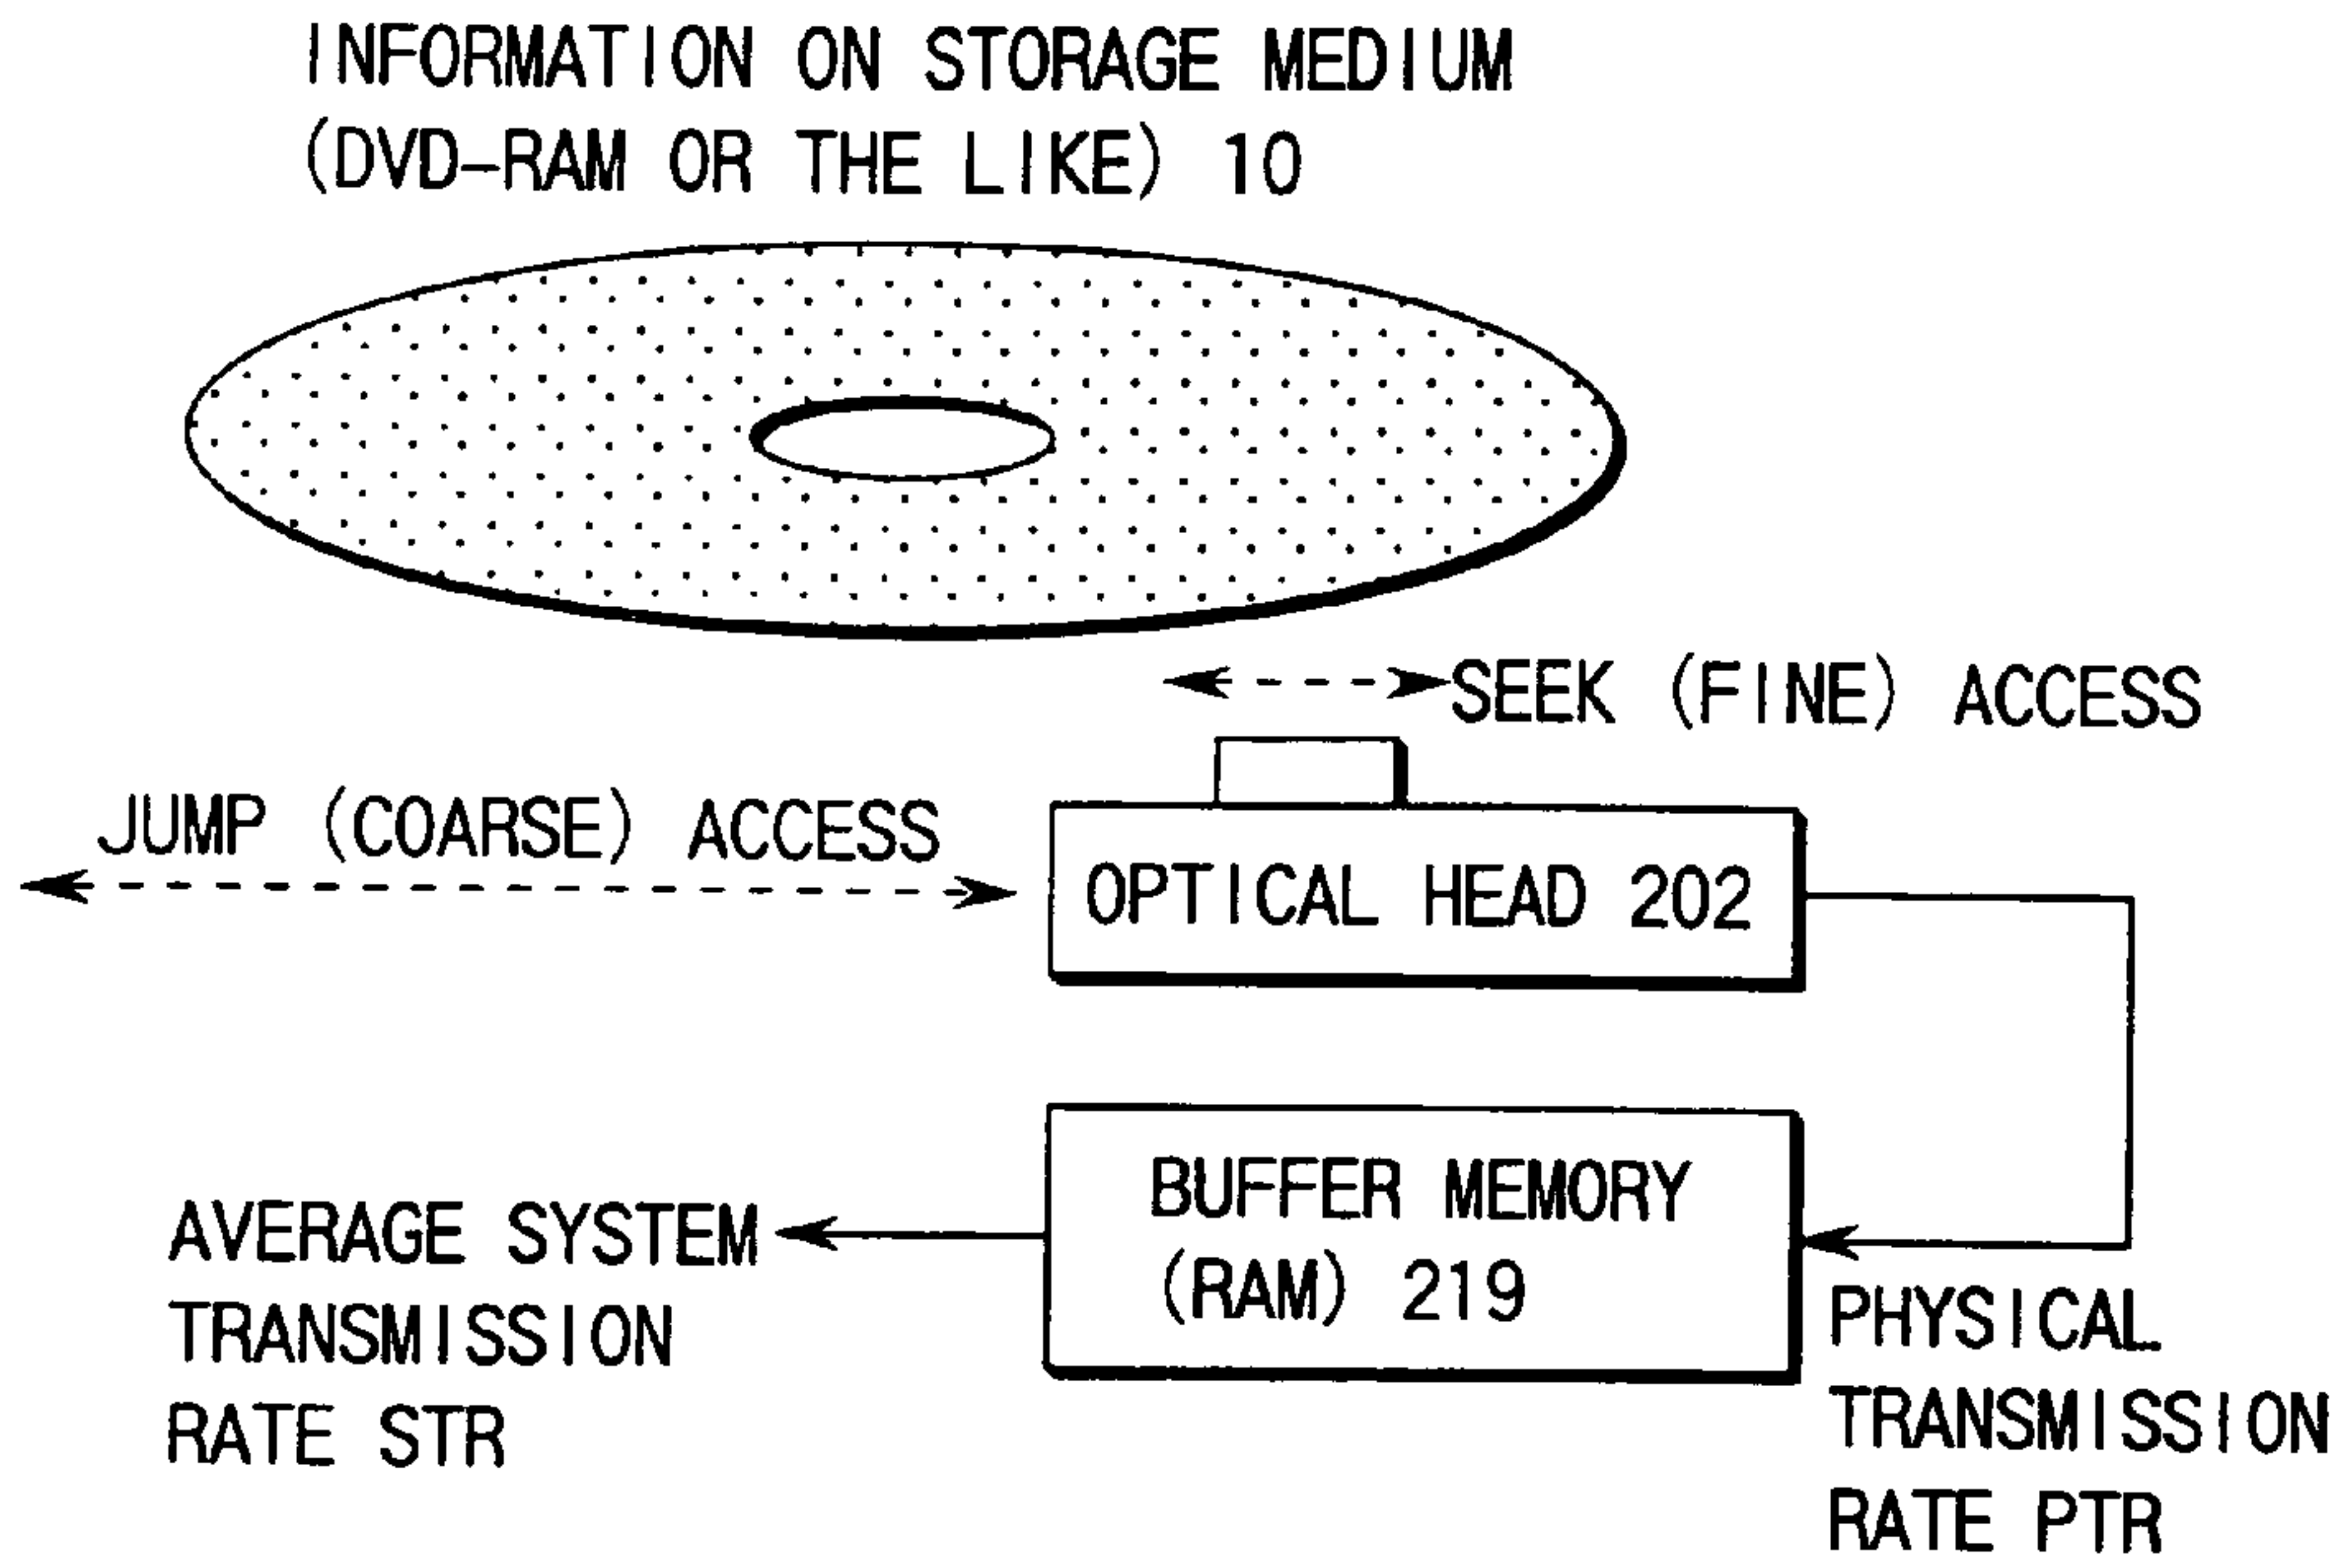 INFORMATION ON STORAGE MEDIUM
(DVD-RAM OR THE LIKE) 10
SEEK (FINE) ACCESS
JUMP (COARSE) ACCESS
OPTICAL HEAD 202
BUFFER MEMORY
(RAM) 219
AVERAGE SYSTEM
TRANSMISSION
RATE STR
PHYSICAL
TRANSMISSION
RATE PTR